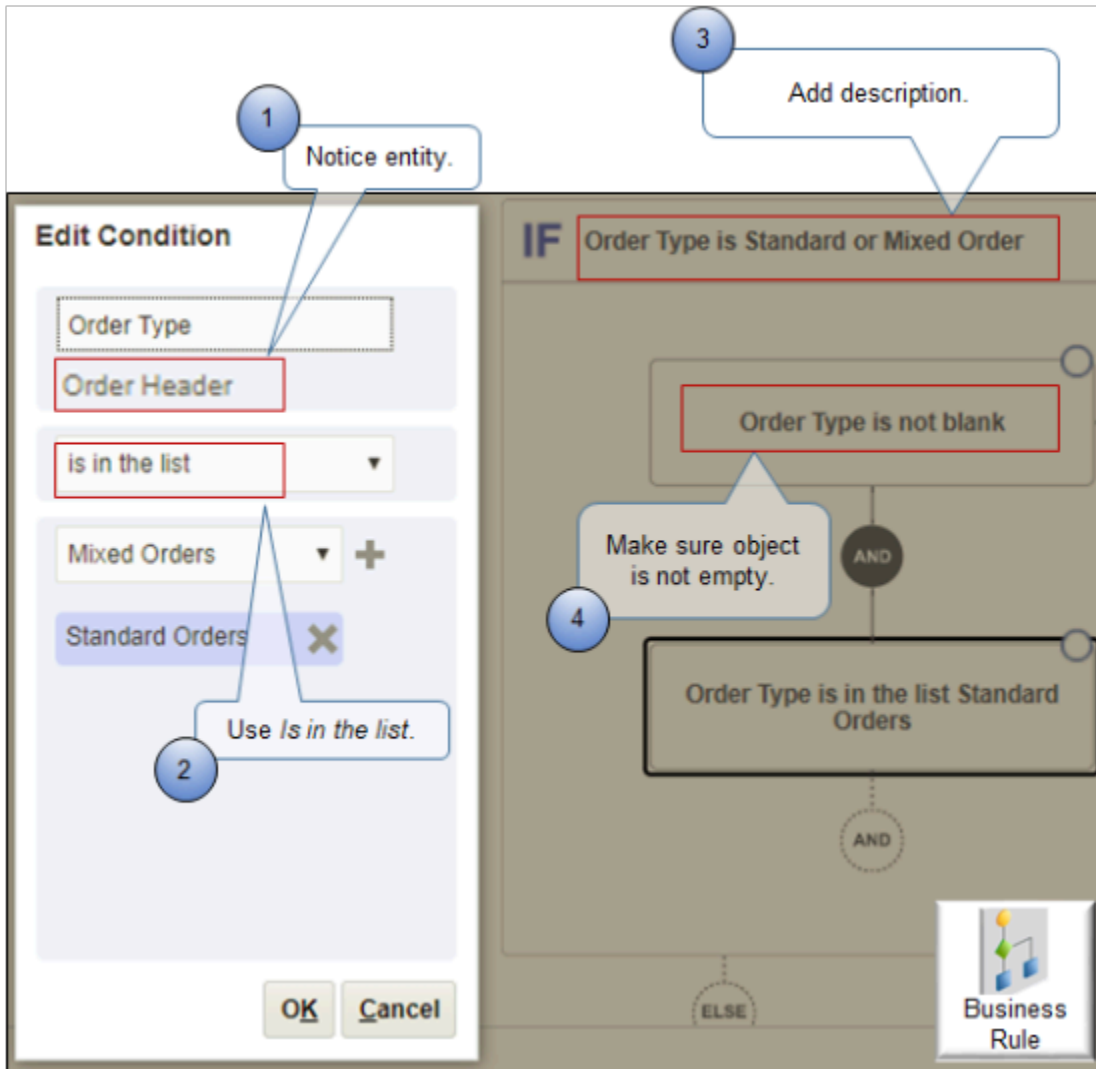 3
Add description.
1
Notice entity.
Edit Condition
Order Type
Order Header
is in the list
Mixed Orders
Standard Orders
Use Is in the list.
2
OK
Cancel
IF
Order Type is Standard or Mixed Order
Order Type is not blank
Make sure object
is not empty.
4
AND
Order Type is in the list Standard
Orders
AND
ELSE
Business
Rule